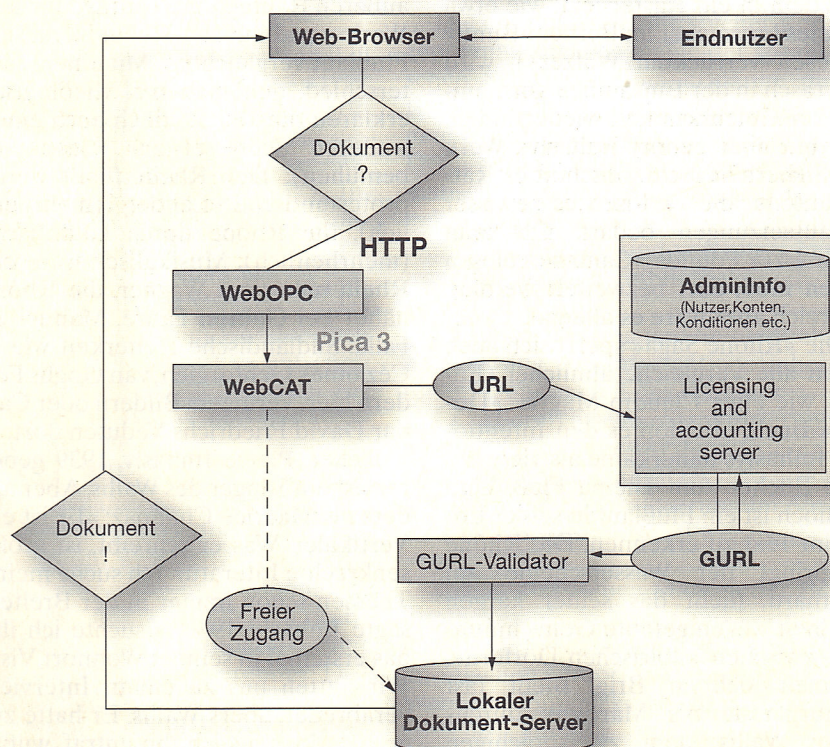 Web-Browser
Endnutzer
Dokument
?
HTTP
WebOPC
AdminInfo
(Nutzer,Konten,
Konditionen etc.)
Pica 3
WebCAT
URL
Licensing
and
accounting
server
Dokument
!
GURL-Validator
GURL
Freier
Zugang
Lokaler
Dokument-Server